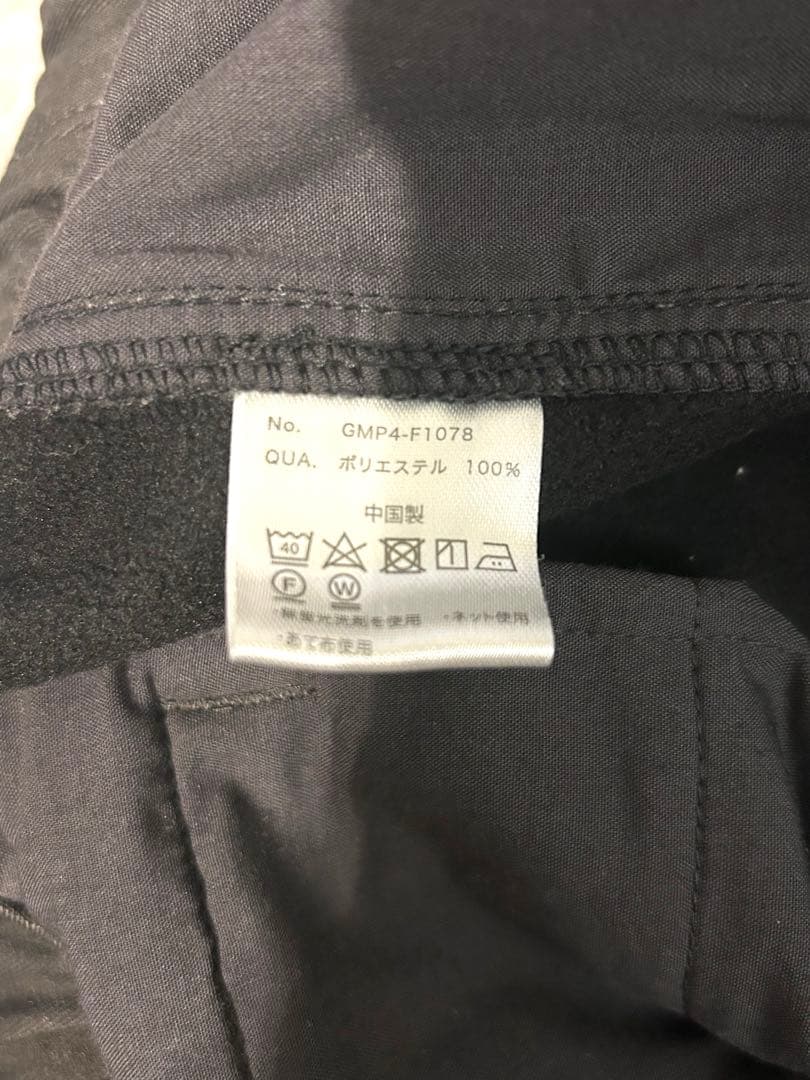 No. GMP4-F1078
QUA. ポリエステル 100%
中国製
40
F W
・無蛍光洗剤を使用 ・ネット使用
・あて布使用